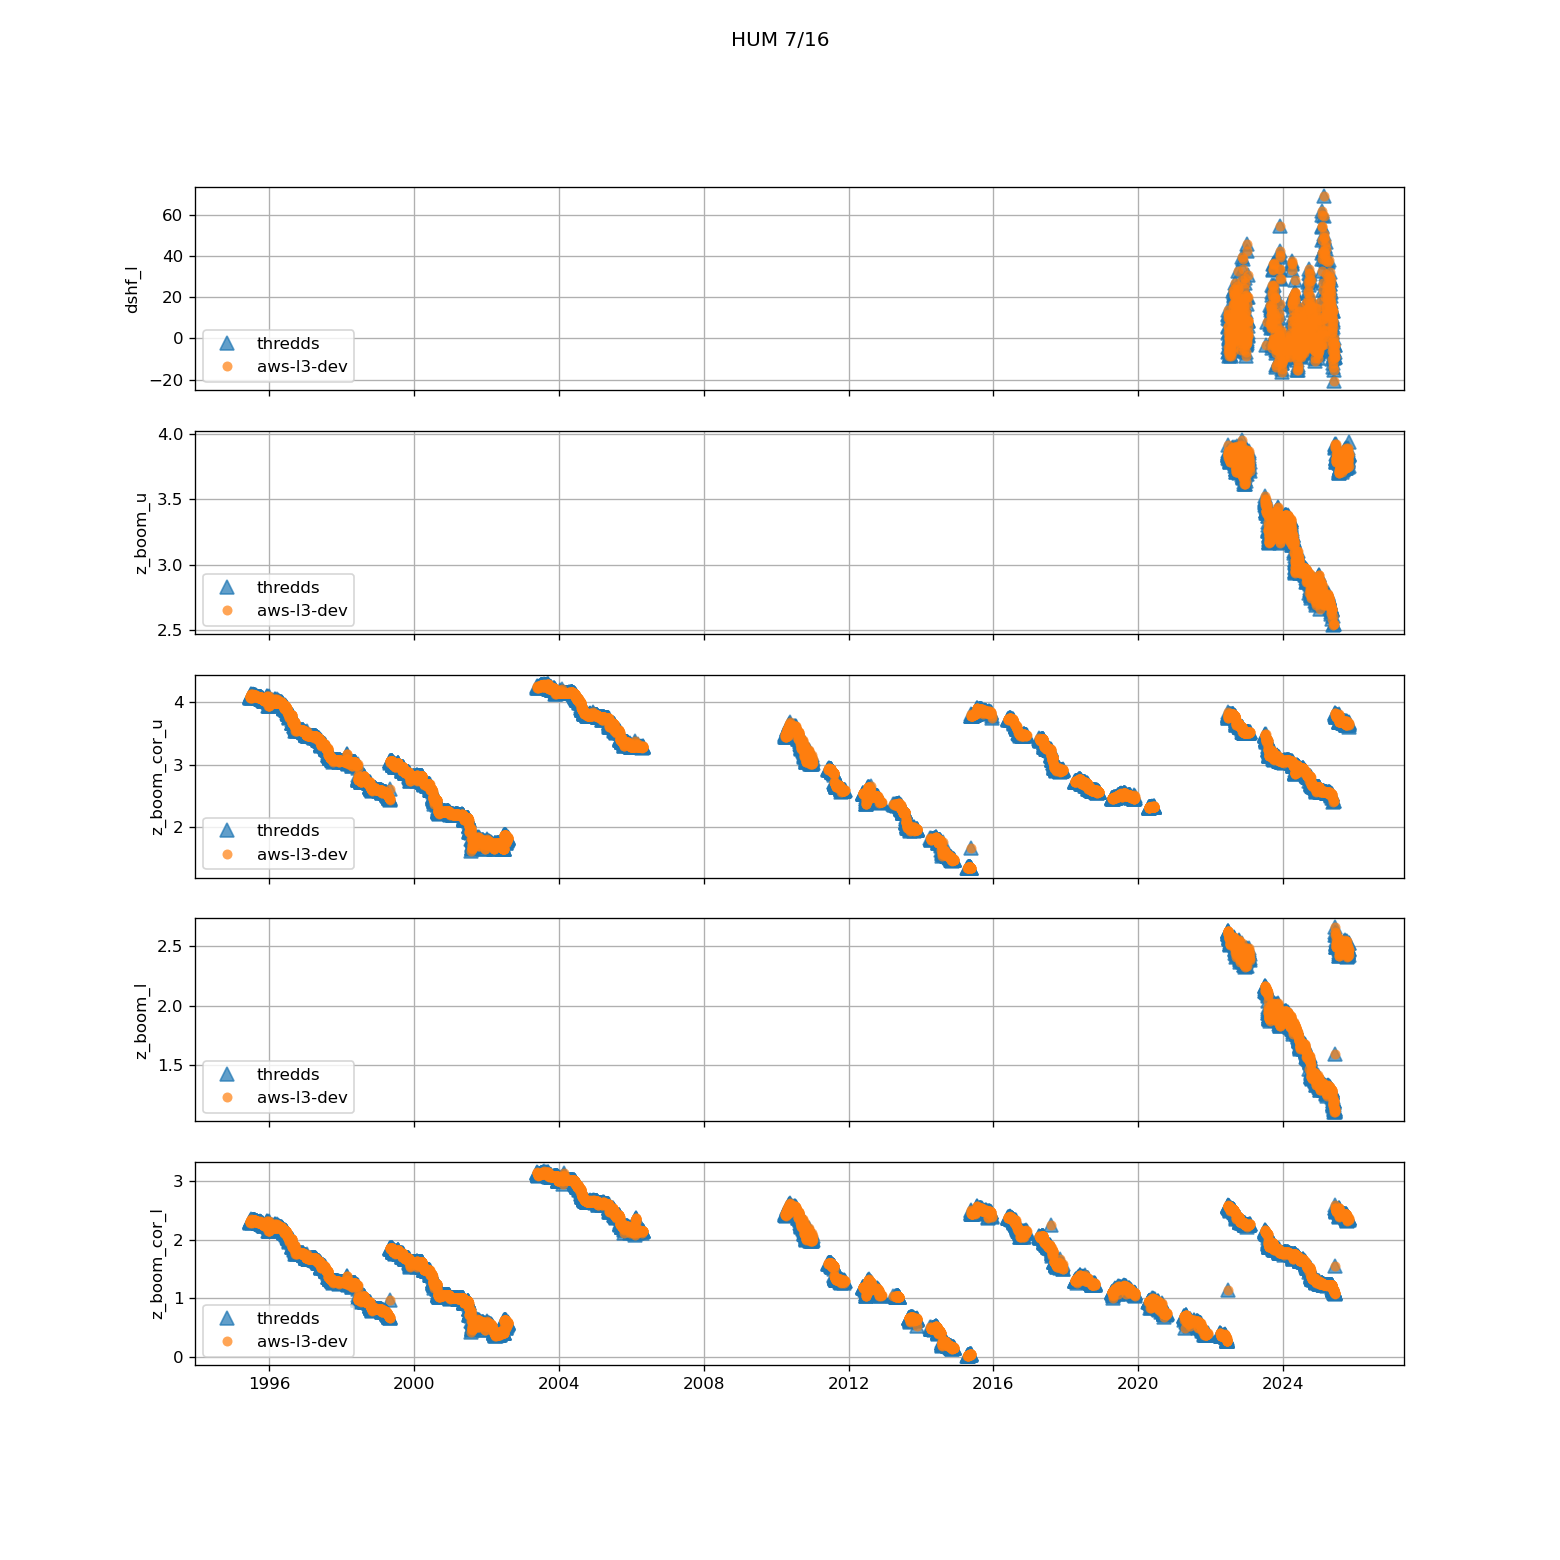 HUM 7/16
60
40
20
0
−20
dshf_l
thredds
aws-l3-dev
4.0
3.5
3.0
2.5
z_boom_u
thredds
aws-l3-dev
4
3
2
z_boom_cor_u
thredds
aws-l3-dev
2.5
2.0
1.5
z_boom_l
thredds
aws-l3-dev
3
2
1
0
z_boom_cor_l
thredds
aws-l3-dev
1996 2000 2004 2008 2012 2016 2020 2024